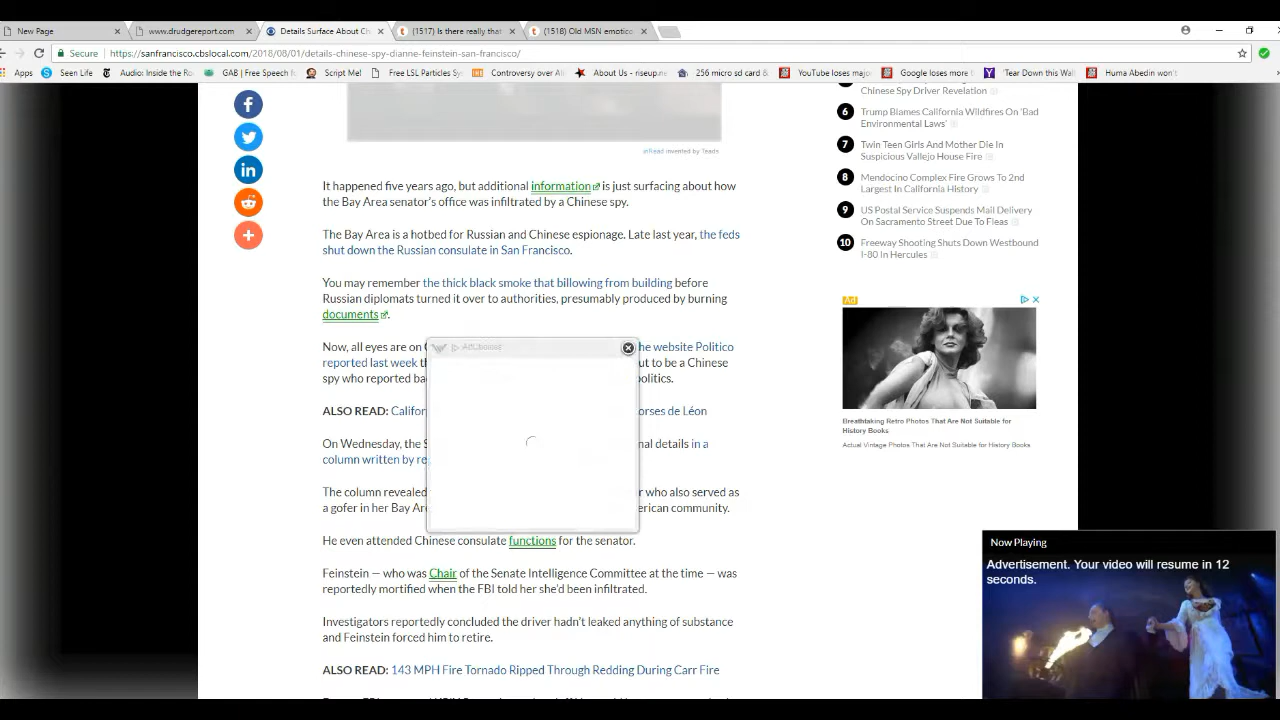 New Page
www.drudgereport.com
Details Surface About Ch
(1517) Is there really that
(1518) Old MSN emotico
Secure
https://sanfrancisco.cbslocal.com/2018/08/01/details-chinese-spy-dianne-feinstein-san-francisco/
Apps
Seen Life
Audio: Inside the Ro
GAB | Free Speech fo
Script Me!
Free LSL Particles Sy
Controversy over Ali
About Us - riseup.ne
256 micro sd card &
YouTube loses major
Google loses more t
'Tear Down this Wal
Huma Abedin won't
inRead invented by Teads
It happened five years ago, but additional information is just surfacing about how
the Bay Area senator's office was infiltrated by a Chinese spy.
The Bay Area is a hotbed for Russian and Chinese espionage. Late last year, the feds
shut down the Russian consulate in San Francisco.
You may remember the thick black smoke that billowing from building before
Russian diplomats turned it over to authorities, presumably produced by burning
documents.
Now, all eyes are on he website Politico
reported last week ut to be a Chinese
spy who reported politics.
ALSO READ: Califor orses de León
On Wednesday, the nal details in a
column written by
The column revealed who also served as
a gofer in her Bay erican community.
He even attended Chinese consulate functions for the senator.
Feinstein — who was Chair of the Senate Intelligence Committee at the time — was
reportedly mortified when the FBI told her she'd been infiltrated.
Investigators reportedly concluded the driver hadn't leaked anything of substance
and Feinstein forced him to retire.
ALSO READ: 143 MPH Fire Tornado Ripped Through Redding During Carr Fire
AdChoices
Chinese Spy Driver Revelation
6 Trump Blames California Wildfires On 'Bad
Environmental Laws'
7 Twin Teen Girls And Mother Die In
Suspicious Vallejo House Fire
8 Mendocino Complex Fire Grows To 2nd
Largest In California History
9 US Postal Service Suspends Mail Delivery
On Sacramento Street Due To Fleas
10 Freeway Shooting Shuts Down Westbound
I-80 In Hercules
Ad
Breathtaking Retro Photos That Are Not Suitable for
History Books
Actual Vintage Photos That Are Not Suitable for History Books
Now Playing
Advertisement. Your video will resume in 12
seconds.